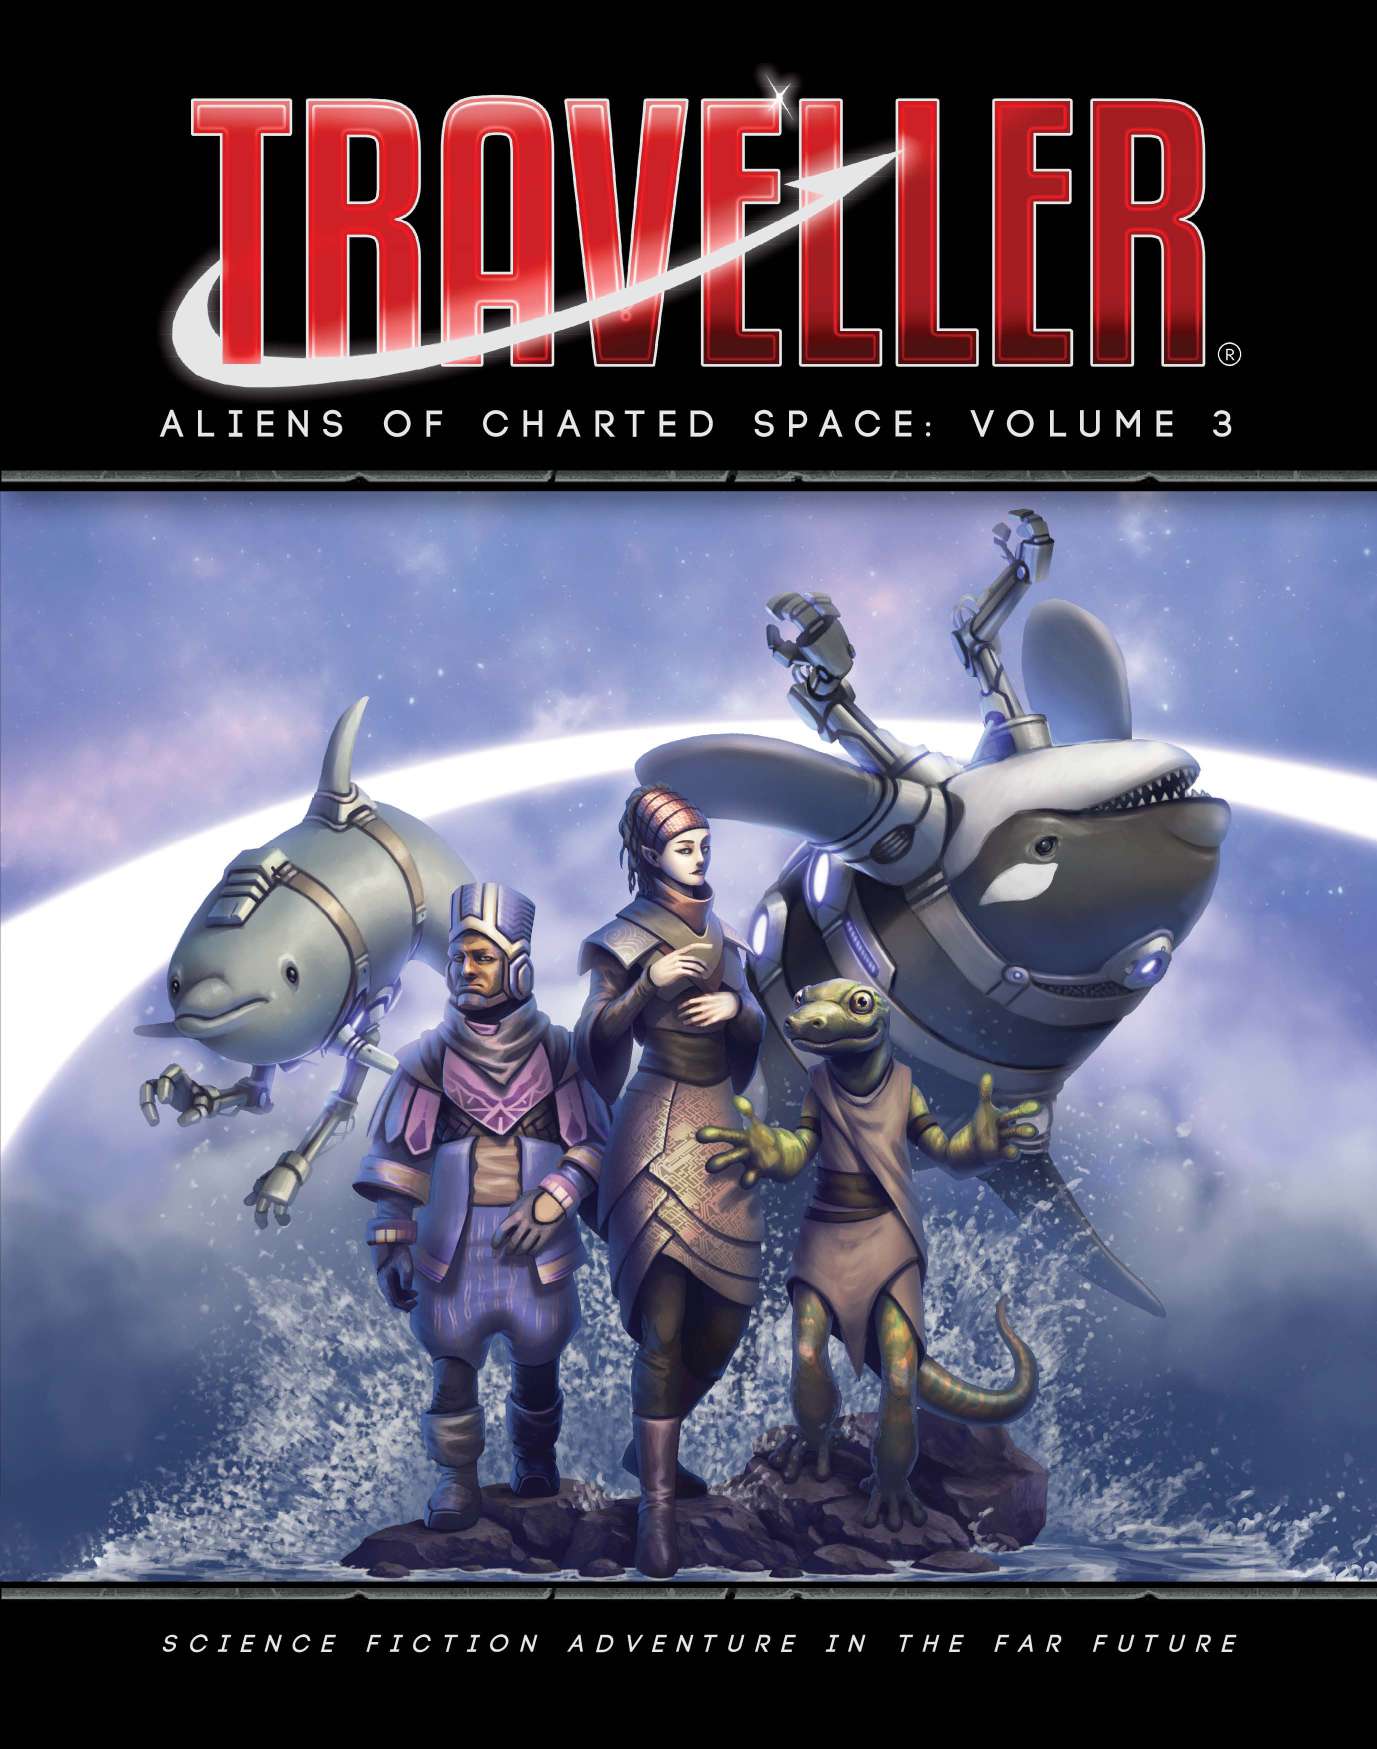 TRAVELLER®
ALIENS OF CHARTED SPACE: VOLUME 3
SCIENCE FICTION ADVENTURE IN THE FAR FUTURE